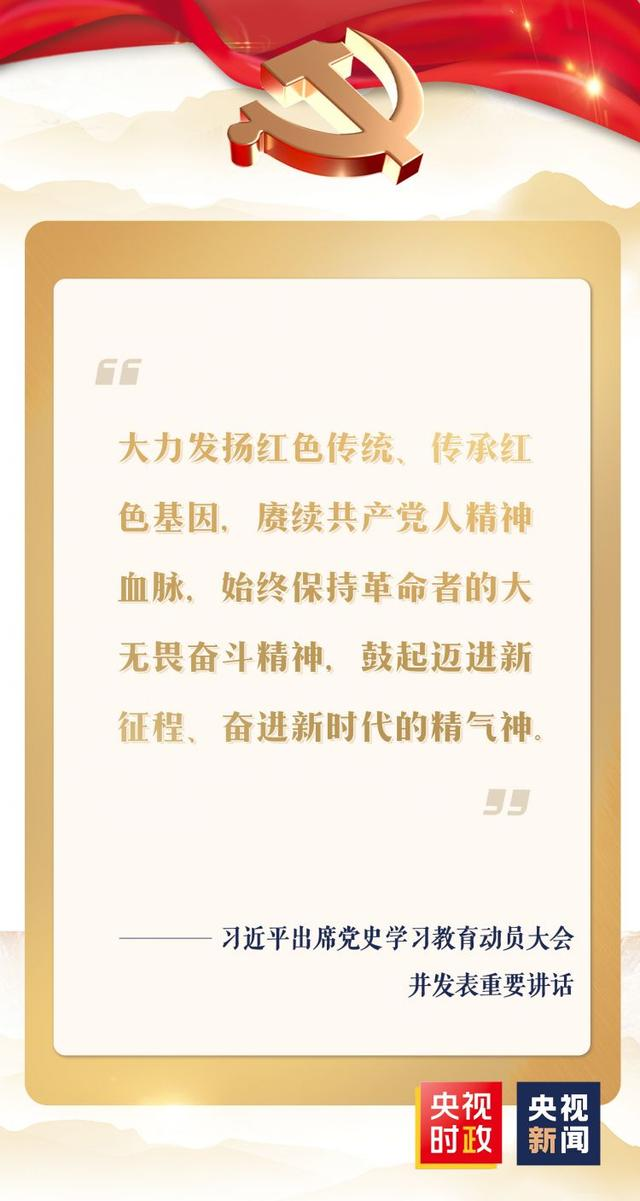 “
大力发扬红色传统、传承红
色基因，赓续共产党人精神
血脉，始终保持革命者的大
无畏奋斗精神，鼓起迈进新
征程、奋进新时代的精气神。
”
——— 习近平出席党史学习教育动员大会
并发表重要讲话
央视
时政
央视
新闻